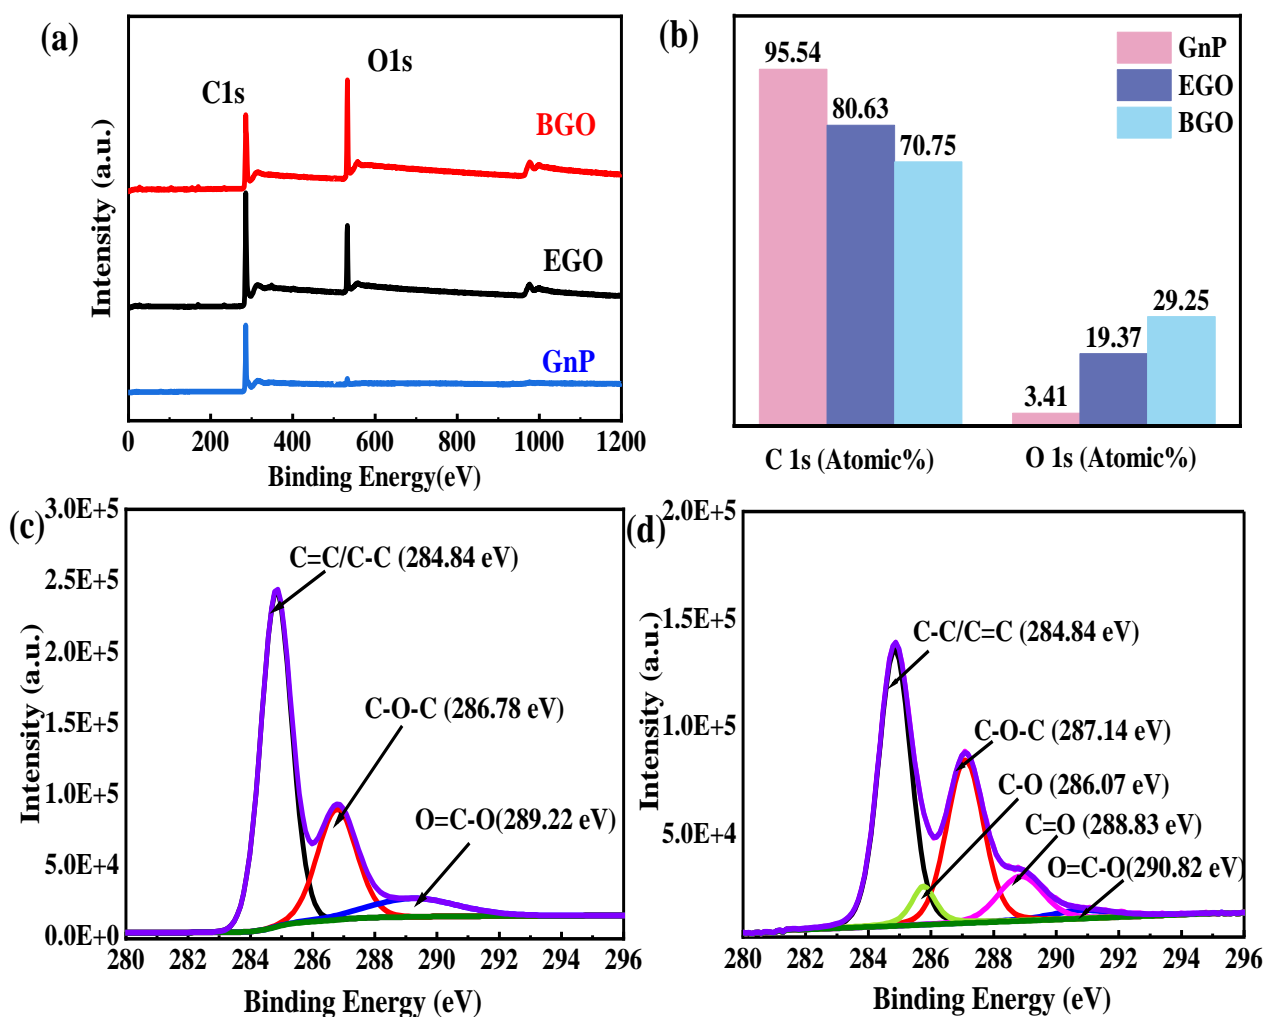 (a)
C1s
O1s
BGO
EGO
GnP
Intensity (a.u.)
0 200 400 600 800 1000 1200
Binding Energy(eV)
(b)
GnP
EGO
BGO
95.54
80.63
70.75
3.41
19.37
29.25
C 1s (Atomic%)
O 1s (Atomic%)
(c)
3.0E+5
2.5E+5
2.0E+5
1.5E+5
1.0E+5
5.0E+4
0.0E+0
Intensity (a.u.)
C=C/C-C (284.84 eV)
C-O-C (286.78 eV)
O=C-O(289.22 eV)
280 282 284 286 288 290 292 294 296
Binding Energy (eV)
(d)
2.0E+5
1.5E+5
1.0E+5
5.0E+4
Intensity (a.u.)
C-C/C=C (284.84 eV)
C-O-C (287.14 eV)
C-O (286.07 eV)
C=O (288.83 eV)
O=C-O(290.82 eV)
280 282 284 286 288 290 292 294 296
Binding Energy (eV)